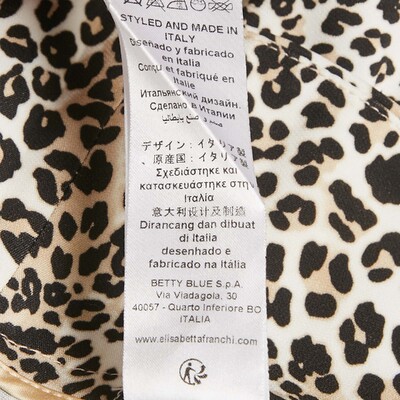 STYLED AND MADE IN
ITALY
Diseñado y fabricado
en Italia
Conçu et fabriqué en
Italie
Итальянский дизайн.
Сделано в Италии
デザイン：イタリア製
原産国：イタリア製
Σχεδιάστηκε και
κατασκευάστηκε στη
Ιταλία
意大利设计及制造
Dirancang dan dibuat
di Italia
desenhado e
fabricado na Itália
BETTY BLUE S.p.A.
Via Viadagola. 30
40057 - Quarto Inferiore BO
ITALIA
www.elisabettafranchi.com